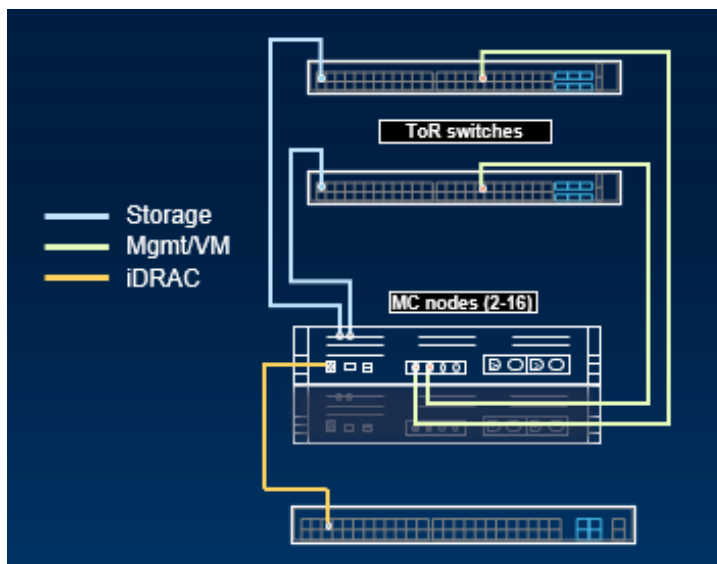 ToR switches
Storage
Mgmt/VM
iDRAC
MC nodes (2-16)